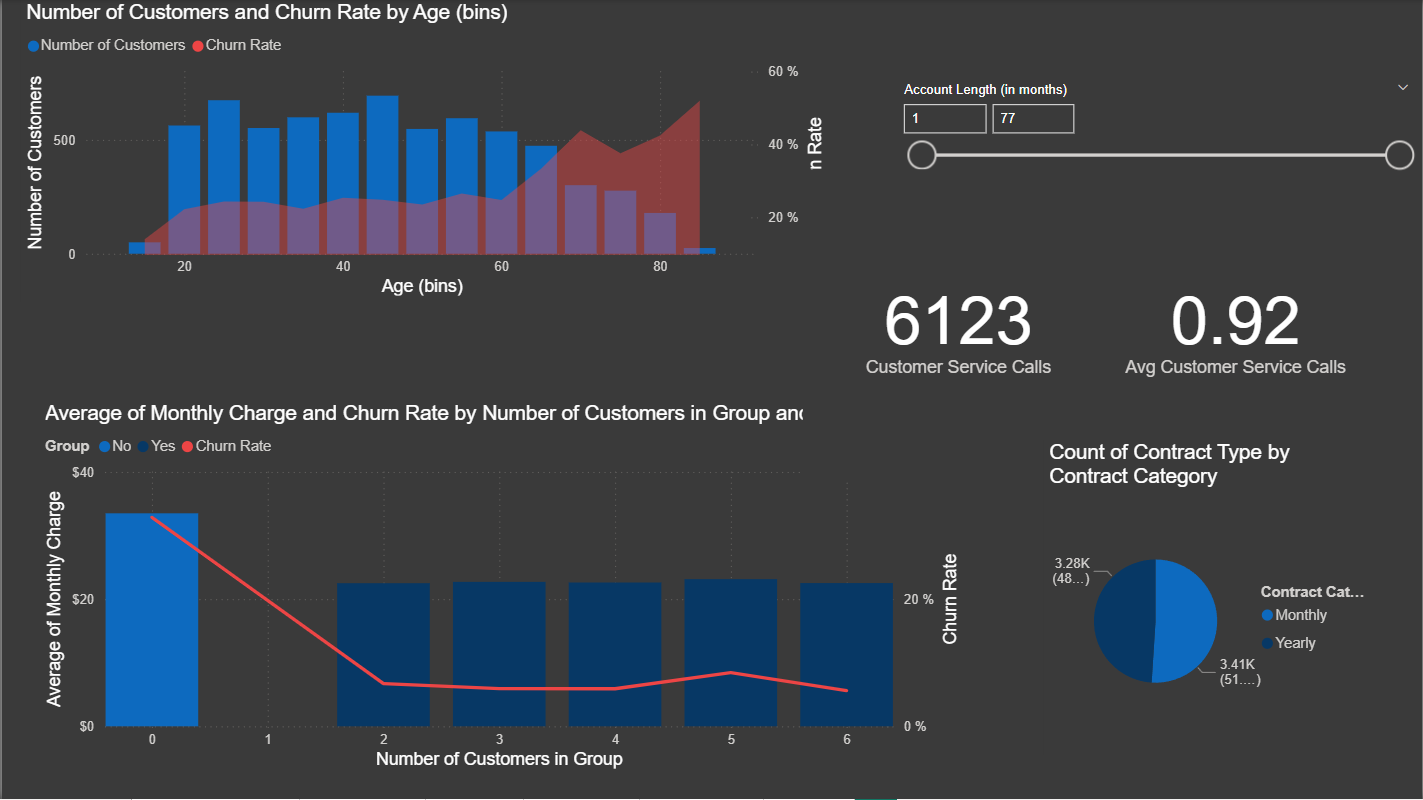 Number of Customers and Churn Rate by Age (bins)
Number of Customers Churn Rate
Number of Customers
500
0
60 %
40 %
20 %
n Rate
20 40 60 80
Age (bins)
Account Length (in months)
1 77
6123
Customer Service Calls
0.92
Avg Customer Service Calls
Average of Monthly Charge and Churn Rate by Number of Customers in Group and
Group No Yes Churn Rate
Average of Monthly Charge
$40
$20
$0
20 %
0 %
Churn Rate
0 1 2 3 4 5 6
Number of Customers in Group
Count of Contract Type by
Contract Category
3.28K
(48...)
3.41K
(51....)
Contract Cat...
Monthly
Yearly